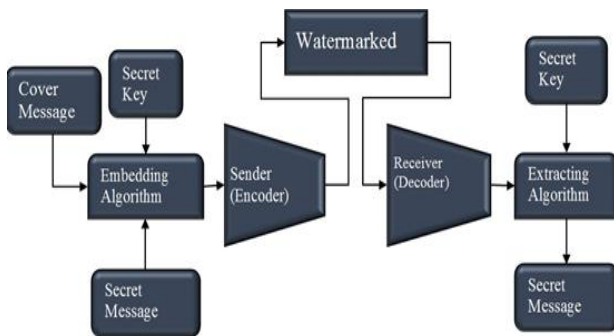 Cover
Message
Secret
Key
Embedding
Algorithm
Secret
Message
Sender
(Encoder)
Watermarked
Receiver
(Decoder)
Secret
Key
Extracting
Algorithm
Secret
Message